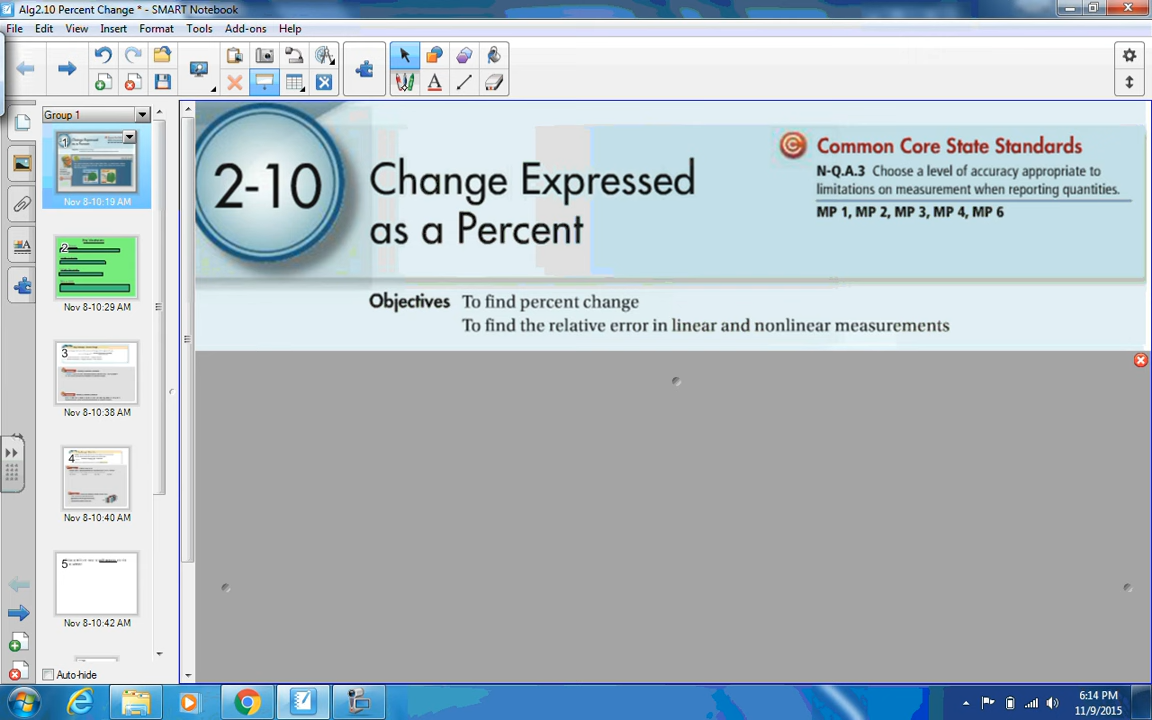 Alg2.10 Percent Change * - SMART Notebook
File Edit View Insert Format Tools Add-ons Help
Group 1
1
Nov 8-10:19 AM
2
Nov 8-10:29 AM
3
Nov 8-10:38 AM
4
Nov 8-10:40 AM
5
Nov 8-10:42 AM
Auto-hide
2-10
Change Expressed
as a Percent
Common Core State Standards
N-Q.A.3 Choose a level of accuracy appropriate to
limitations on measurement when reporting quantities.
MP 1, MP 2, MP 3, MP 4, MP 6
Objectives To find percent change
To find the relative error in linear and nonlinear measurements
6:14 PM
11/9/2015